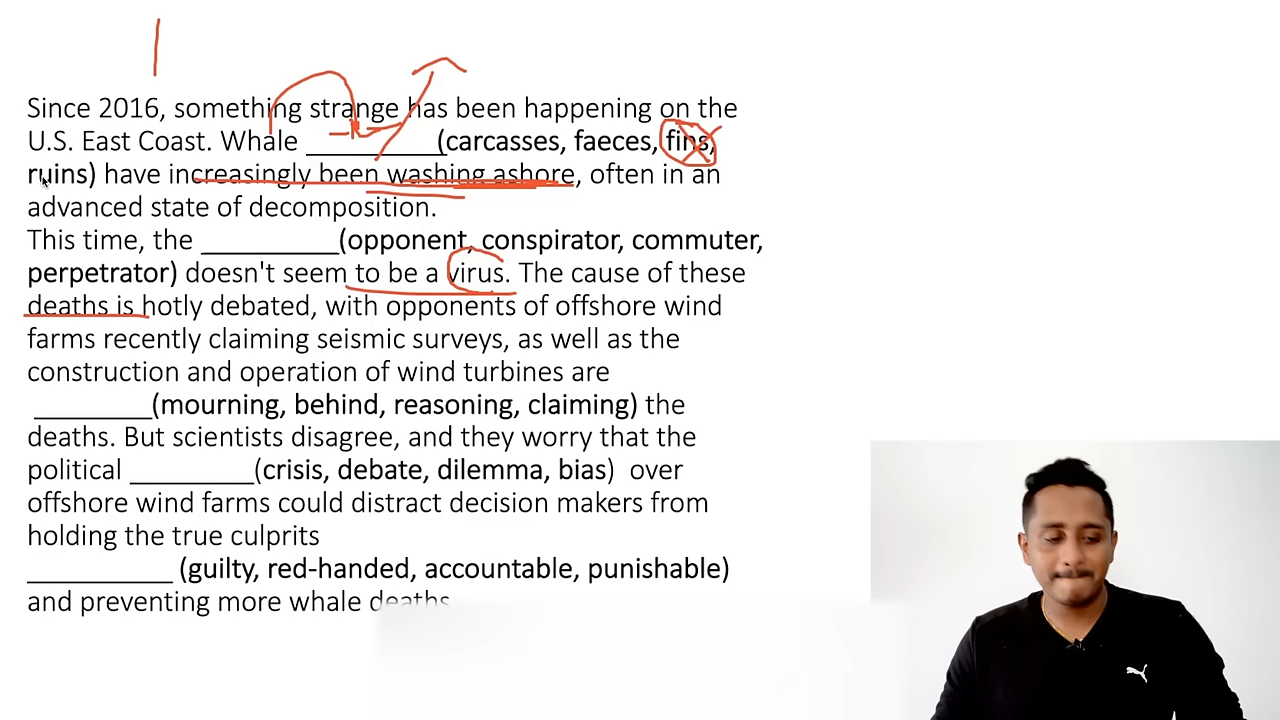 Since 2016, something strange has been happening on the
U.S. East Coast. Whale __________(carcasses, faeces, fins,
ruins) have increasingly been washing ashore, often in an
advanced state of decomposition.
This time, the __________(opponent, conspirator, commuter,
perpetrator) doesn't seem to be a virus. The cause of these
deaths is hotly debated, with opponents of offshore wind
farms recently claiming seismic surveys, as well as the
construction and operation of wind turbines are
_________(mourning, behind, reasoning, claiming) the
deaths. But scientists disagree, and they worry that the
political _________(crisis, debate, dilemma, bias) over
offshore wind farms could distract decision makers from
holding the true culprits
___________ (guilty, red-handed, accountable, punishable)
and preventing more whale deaths
PUMA